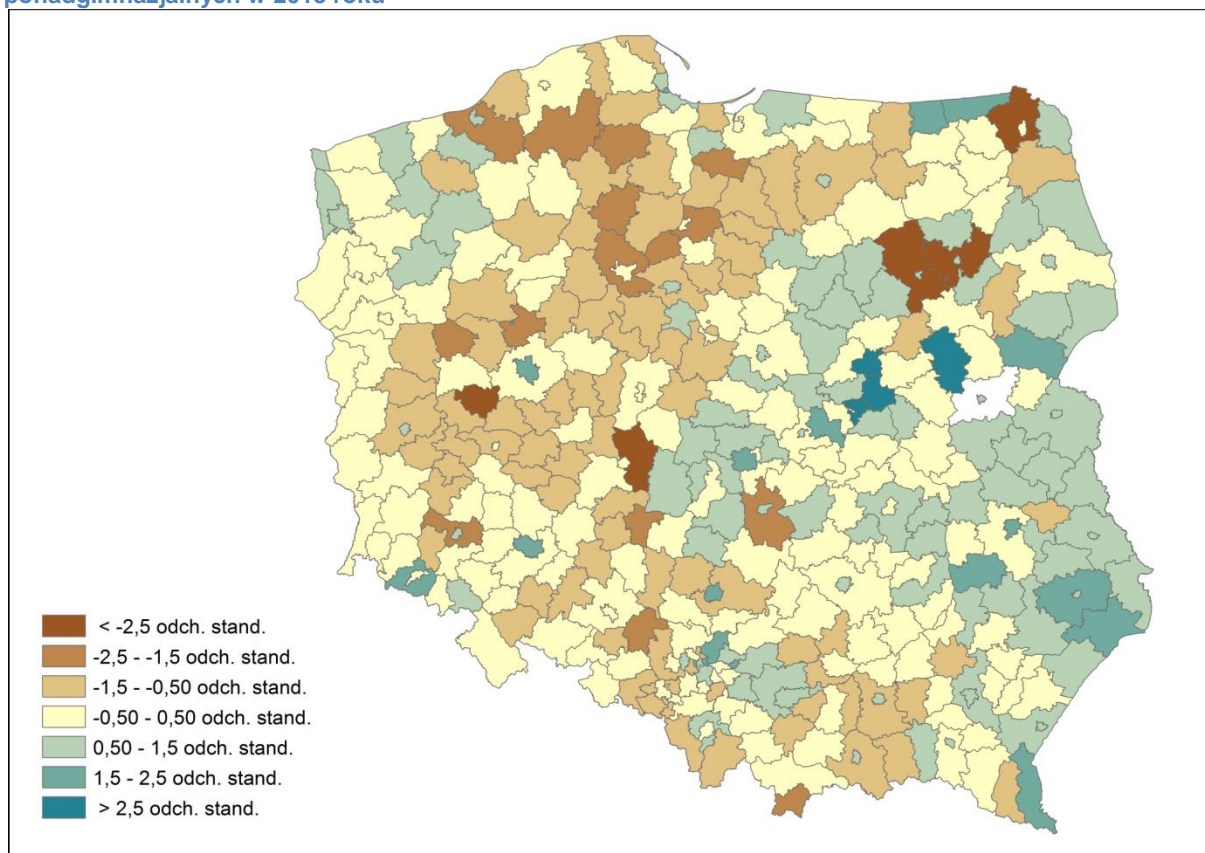 ponadgimnazjalnych w
< -2,5 odch. stand.
-2,5 - -1,5 odch. stand.
-1,5 - -0,50 odch. stand.
-0,50 - 0,50 odch. stand.
0,50 - 1,5 odch. stand.
1,5 - 2,5 odch. stand.
> 2,5 odch. stand.